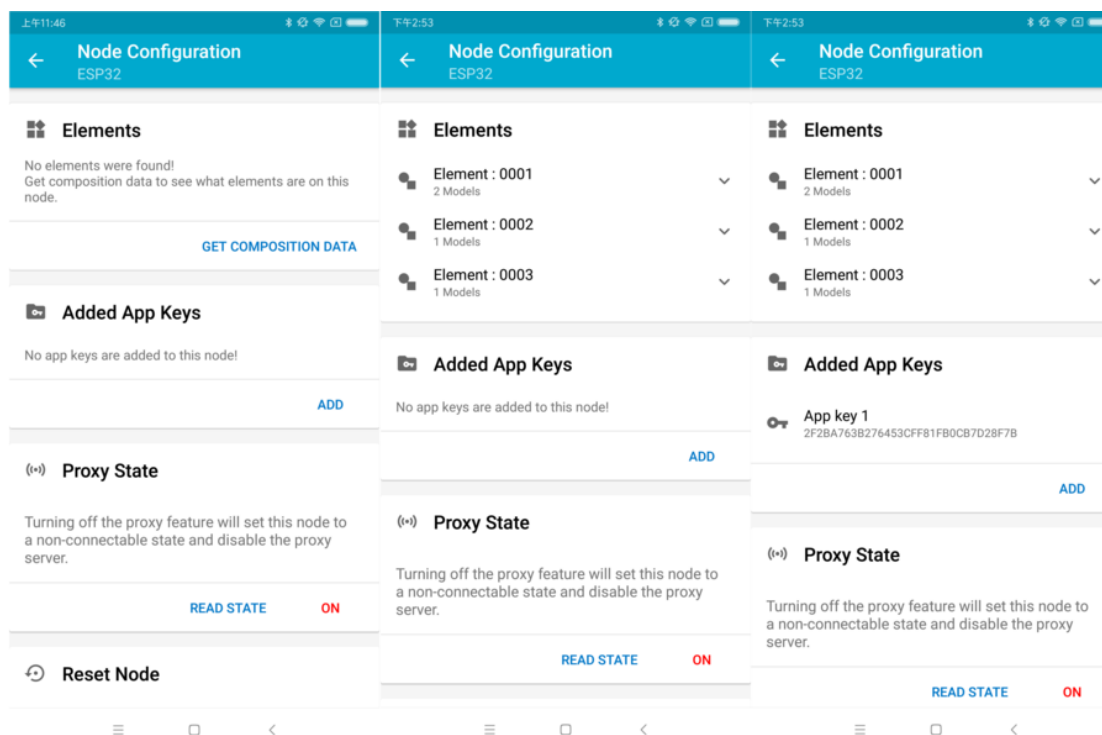 上午11:46
Node Configuration
ESP32
Elements
No elements were found!
Get composition data to see what elements are on this
node.
GET COMPOSITION DATA
Added App Keys
No app keys are added to this node!
ADD
Proxy State
Turning off the proxy feature will set this node to
a non-connectable state and disable the proxy
server.
READ STATE ON
Reset Node
下午2:53
Node Configuration
ESP32
Elements
Element : 0001
2 Models
Element : 0002
1 Models
Element : 0003
1 Models
Added App Keys
No app keys are added to this node!
ADD
Proxy State
Turning off the proxy feature will set this node to
a non-connectable state and disable the proxy
server.
READ STATE ON
下午2:53
Node Configuration
ESP32
Elements
Element : 0001
2 Models
Element : 0002
1 Models
Element : 0003
1 Models
Added App Keys
App key 1
2F2BA763B276453CFF81FB0CB7D28F7B
ADD
Proxy State
Turning off the proxy feature will set this node to
a non-connectable state and disable the proxy
server.
READ STATE ON